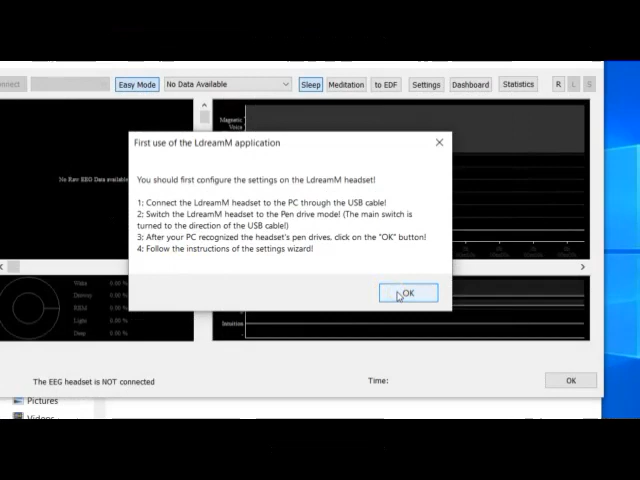 Easy Mode
No Data Available
Sleep
Meditation
to EDF
Settings
Dashboard
Statistics
R
L
S
Magnetic
Voice
First use of the LdreamM application
No Raw EEG Data available
You should first configure the settings on the LdreamM headset!
1: Connect the LdreamM headset to the PC through the USB cable!
2: Switch the LdreamM headset to the Pen drive mode! (The main switch is
turned to the direction of the USB cable!)
3: After your PC recognized the headset's pen drives, click on the "OK" button!
4: Follow the instructions of the settings wizard!
OK
Wake 0.00 %
Drowsy 0.00 %
REM 0.00 %
Light 0.00 %
Deep 0.00 %
Intuition
The EEG headset is NOT connected
Time:
OK
Pictures
Videos